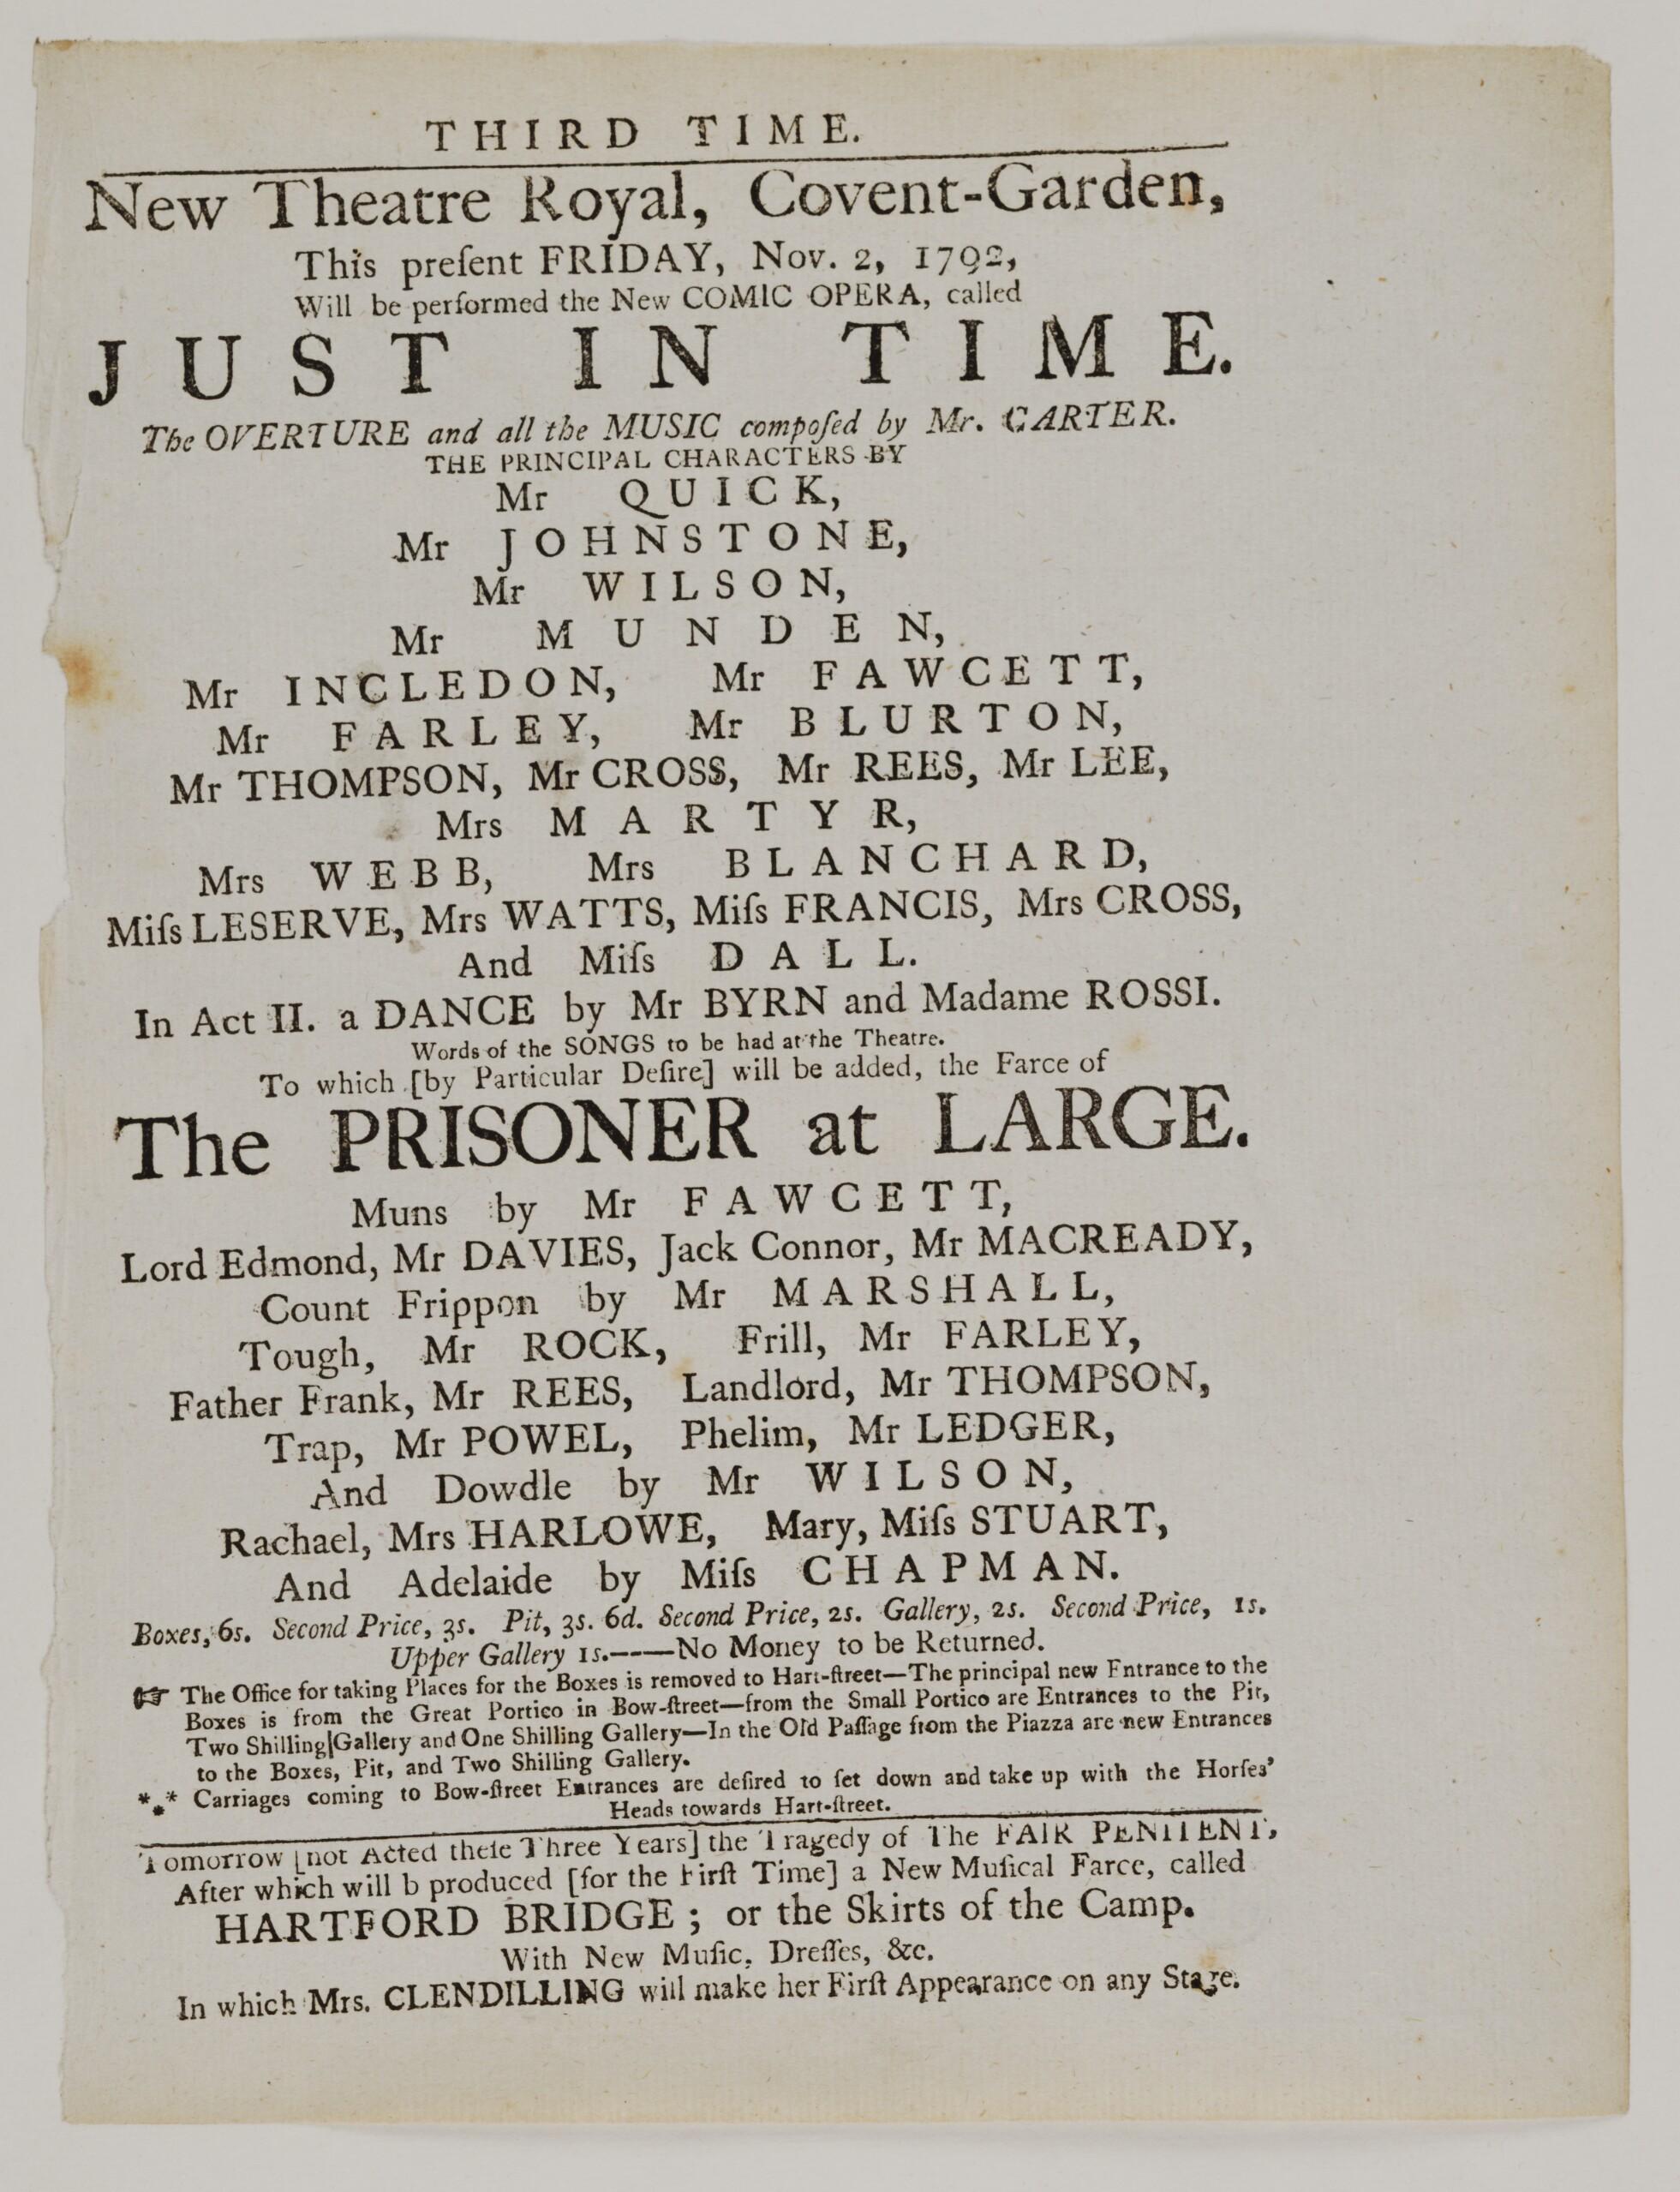 THIRD TIME.
New Theatre Royal, Covent-Garden,
This preſent FRIDAY, Nov. 2, 1792,
Will be performed the New COMIC OPERA, called
JUST IN TIME.
The OVERTURE and all the MUSIC compoſed by Mr. CARTER.
THE PRINCIPAL CHARACTERS BY
Mr QUICK,
Mr JOHNSTONE,
Mr WILSON,
Mr MUNDEN,
Mr INCLEDON, Mr FAWCETT,
Mr FARLEY, Mr BLURTON,
Mr THOMPSON, Mr CROSS, Mr REES, Mr LEE,
Mrs MARTYR,
Mrs WEBB, Mrs BLANCHARD,
Miſs LESERVE, Mrs WATTS, Miſs FRANCIS, Mrs CROSS,
And Miſs DALL.
In Act II. a DANCE by Mr BYRN and Madame ROSSI.
Words of the SONGS to be had at the Theatre.
To which [by Particular Deſire] will be added, the Farce of
The PRISONER at LARGE.
Muns by Mr FAWCETT,
Lord Edmond, Mr DAVIES, Jack Connor, Mr MACREADY,
Count Frippon by Mr MARSHALL,
Tough, Mr ROCK, Frill, Mr FARLEY,
Father Frank, Mr REES, Landlord, Mr THOMPSON,
Trap, Mr POWEL, Phelim, Mr LEDGER,
And Dowdle by Mr WILSON,
Rachael, Mrs HARLOWE, Mary, Miſs STUART,
And Adelaide by Miſs CHAPMAN.
Boxes, 6s. Second Price, 3s. Pit, 3s. 6d. Second Price, 2s. Gallery, 2s. Second Price, 1s.
Upper Gallery 1s.----No Money to be Returned.
☞ The Office for taking Places for the Boxes is removed to Hart-ſtreet—The principal new Entrance to the
Boxes is from the Great Portico in Bow-ſtreet—from the Small Portico are Entrances to the Pit,
Two Shilling|Gallery and One Shilling Gallery—In the Old Paſſage from the Piazza are new Entrances
to the Boxes, Pit, and Two Shilling Gallery.
*⁎* Carriages coming to Bow-ſtreet Entrances are deſired to ſet down and take up with the Horſes'
Heads towards Hart-ſtreet.
Tomorrow [not Acted theſe Three Years] the Tragedy of The FAIR PENITENT,
After which will b produced [for the Firſt Time] a New Muſical Farce, called
HARTFORD BRIDGE; or the Skirts of the Camp.
With New Muſic, Dreſſes, &c.
In which Mrs. CLENDILLING will make her Firſt Appearance on any Stage.